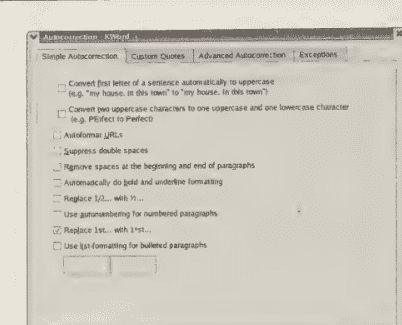 Autocorrection - KWord
Simple Autocorrection Custom Quotes Advanced Autocorrection Exceptions
Convert first letter of a sentence automatically to uppercase
(e.g. "my house. in this town" to "my house. In this town")
Convert two uppercase characters to one uppercase and one lowercase character
(e.g. PErfect to Perfect)
Autoformat URLs
Suppress double spaces
Remove spaces at the beginning and end of paragraphs
Automatically do bold and underline formatting
Replace 1/2... with ½...
Use autonumbering for numbered paragraphs
Replace 1st... with 1^st...
Use list-formatting for bulleted paragraphs